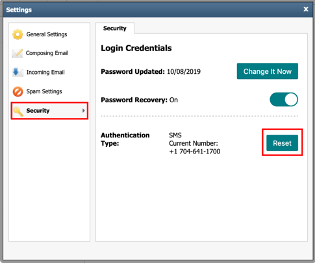 Settings
X
General Settings
Composing Email
Incoming Email
Spam Settings
Security
Security
Login Credentials
Password Updated: 10/08/2019
Change It Now
Password Recovery: On
Authentication Type:
SMS
Current Number:
+1 704-641-1700
Reset